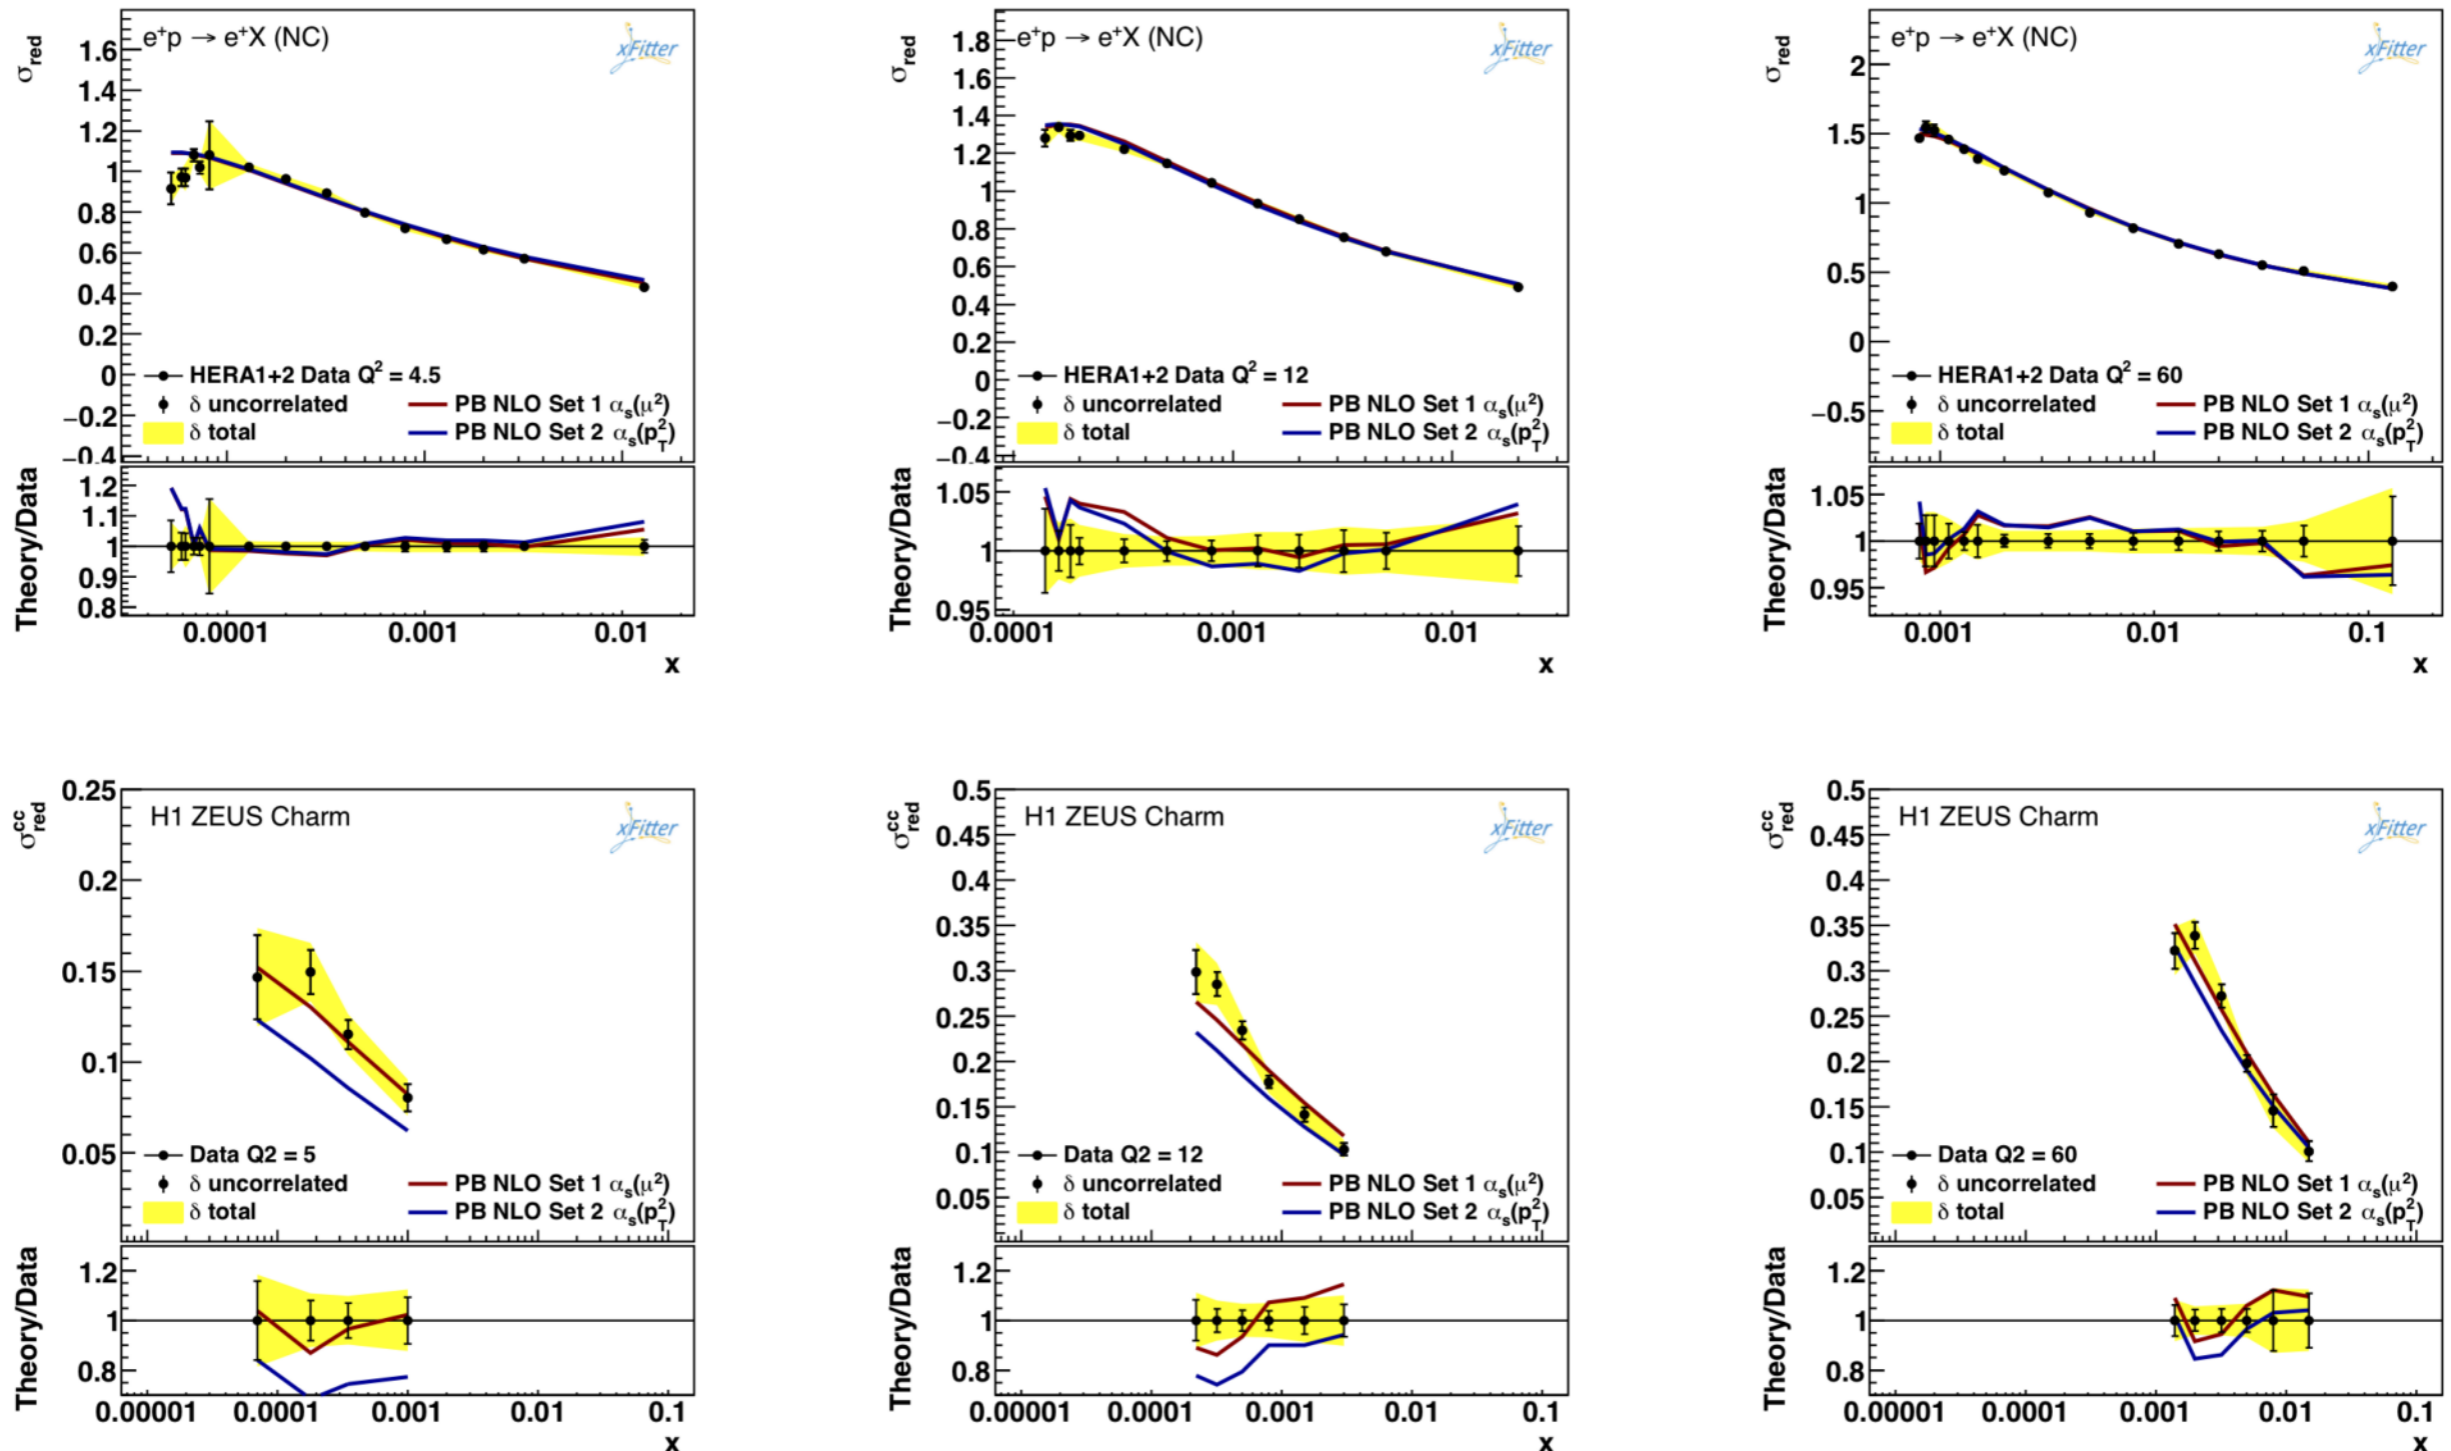 e⁺p → e⁺X (NC)
xFitter
σred
1.6
1.4
1.2
1
0.8
0.6
0.4
0.2
0
−0.2
−0.4
HERA1+2 Data Q² = 4.5
δ uncorrelated
δ total
PB NLO Set 1 αs(μ²)
PB NLO Set 2 αs(p²T)
Theory/Data
1.2
1.1
1
0.9
0.8
0.0001 0.001 0.01
x
e⁺p → e⁺X (NC)
xFitter
σred
1.8
1.6
1.4
1.2
1
0.8
0.6
0.4
0.2
0
−0.2
−0.4
HERA1+2 Data Q² = 12
δ uncorrelated
δ total
PB NLO Set 1 αs(μ²)
PB NLO Set 2 αs(p²T)
Theory/Data
1.05
1
0.95
0.0001 0.001 0.01
x
e⁺p → e⁺X (NC)
xFitter
σred
2
1.5
1
0.5
0
−0.5
HERA1+2 Data Q² = 60
δ uncorrelated
δ total
PB NLO Set 1 αs(μ²)
PB NLO Set 2 αs(p²T)
Theory/Data
1.05
1
0.95
0.001 0.01 0.1
x
H1 ZEUS Charm
xFitter
σccred
0.25
0.2
0.15
0.1
0.05
Data Q2 = 5
δ uncorrelated
δ total
PB NLO Set 1 αs(μ²)
PB NLO Set 2 αs(p²T)
Theory/Data
1.2
1
0.8
0.00001 0.0001 0.001 0.01 0.1
x
H1 ZEUS Charm
xFitter
σccred
0.5
0.45
0.4
0.35
0.3
0.25
0.2
0.15
0.1
0.05
Data Q2 = 12
δ uncorrelated
δ total
PB NLO Set 1 αs(μ²)
PB NLO Set 2 αs(p²T)
Theory/Data
1.2
1
0.8
0.00001 0.0001 0.001 0.01 0.1
x
H1 ZEUS Charm
xFitter
σccred
0.5
0.45
0.4
0.35
0.3
0.25
0.2
0.15
0.1
0.05
Data Q2 = 60
δ uncorrelated
δ total
PB NLO Set 1 αs(μ²)
PB NLO Set 2 αs(p²T)
Theory/Data
1.2
1
0.8
0.00001 0.0001 0.001 0.01 0.1
x